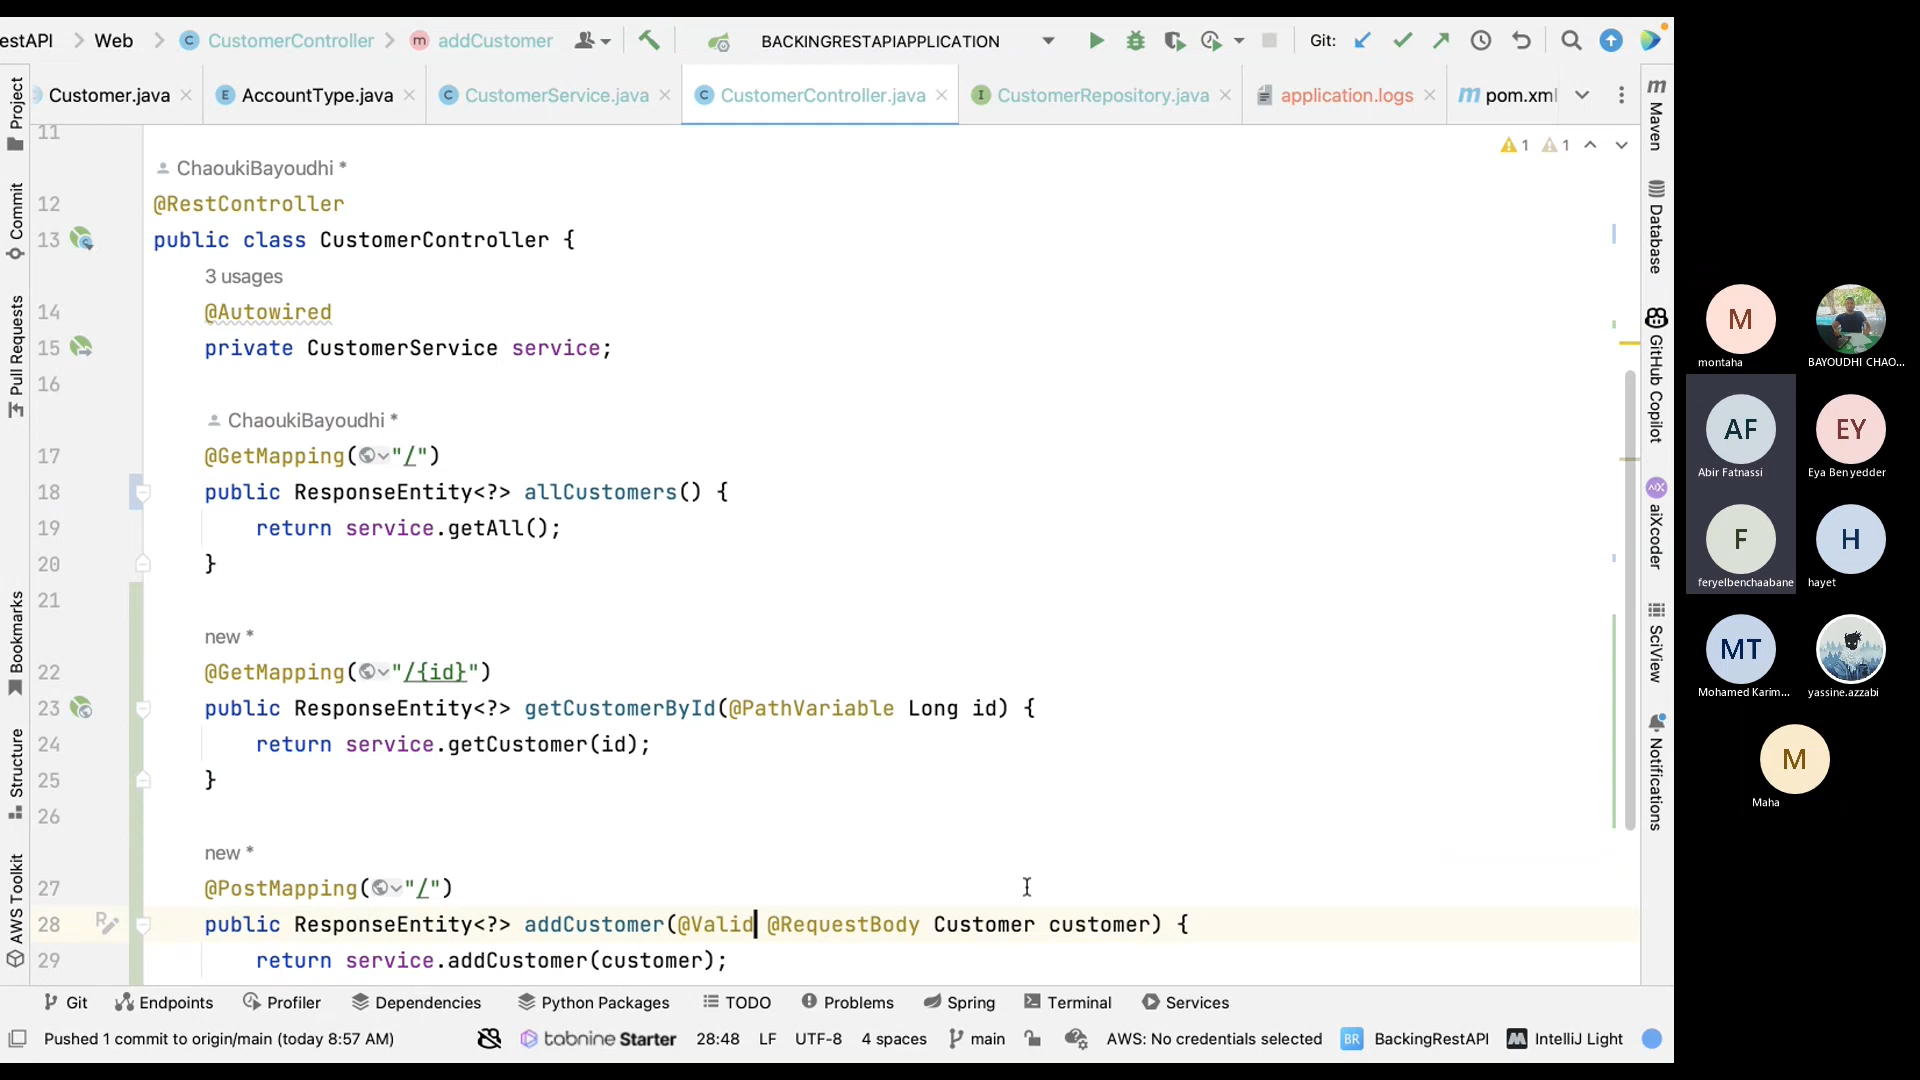 estAPI > Web > C CustomerController > m addCustomer BACKINGRESTAPIAPPLICATION Git:
Customer.java E AccountType.java C CustomerService.java C CustomerController.java I CustomerRepository.java application.logs m pom.xml
Project
Commit
Pull Requests
Bookmarks
Structure
AWS Toolkit
11
ChaoukiBayoudhi *
1 1
12 @RestController
13 public class CustomerController {
3 usages
14 @Autowired
15 private CustomerService service;
16
ChaoukiBayoudhi *
17 @GetMapping("/")
18 public ResponseEntity<?> allCustomers() {
19 return service.getAll();
20 }
21
new *
22 @GetMapping("/{id}")
23 public ResponseEntity<?> getCustomerById(@PathVariable Long id) {
24 return service.getCustomer(id);
25 }
26
new *
27 @PostMapping("/")
28 public ResponseEntity<?> addCustomer(@Valid @RequestBody Customer customer) {
29 return service.addCustomer(customer);
m Maven
Database
GitHub Copilot
aiXcoder
SciView
Notifications
Git Endpoints Profiler Dependencies Python Packages TODO Problems Spring Terminal Services
Pushed 1 commit to origin/main (today 8:57 AM) tabnine Starter 28:48 LF UTF-8 4 spaces main AWS: No credentials selected BR BackingRestAPI IntelliJ Light
M
montaha
BAYOUDHI CHAO...
AF
Abir Fatnassi
EY
Eya Benyedder
F
feryelbenchaabane
H
hayet
MT
Mohamed Karim...
yassine.azzabi
M
Maha